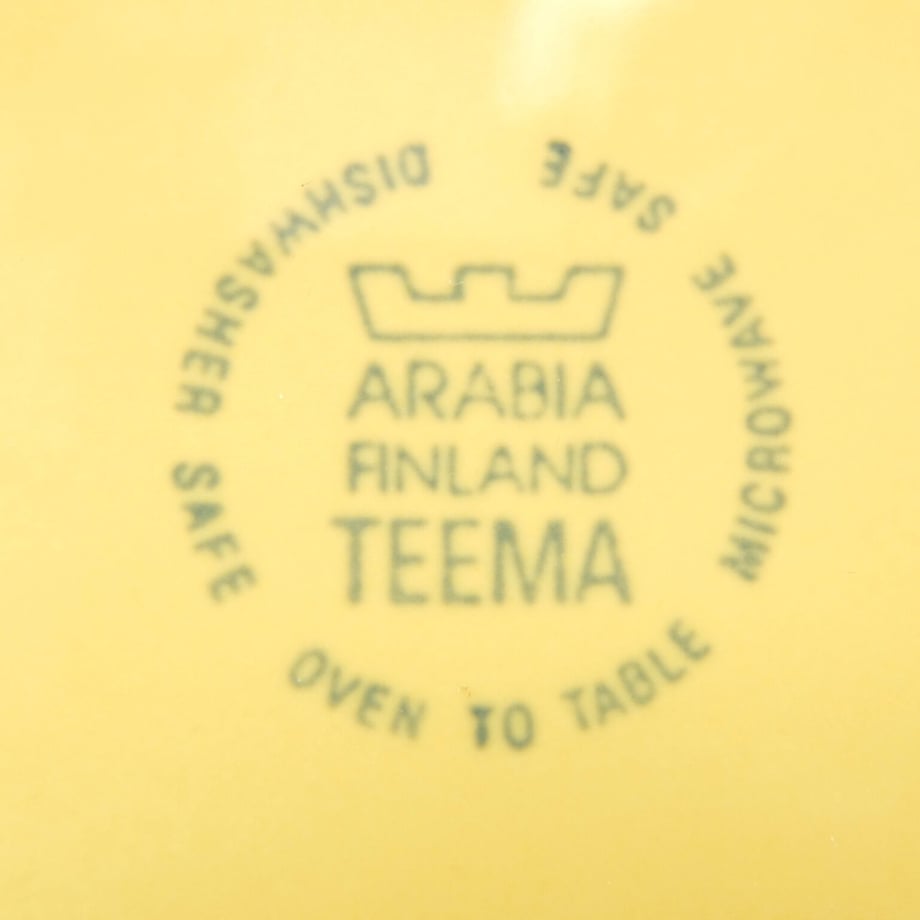 ARABIA
FINLAND
TEEMA
DISHWASHER SAFE
OVEN TO TABLE
MICROWAVE SAFE